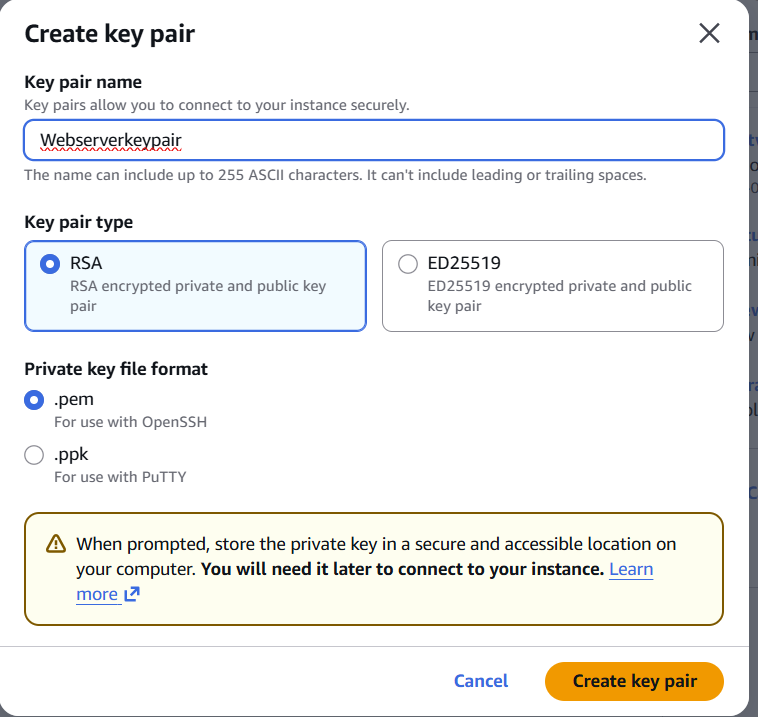 Create key pair
Key pair name
Key pairs allow you to connect to your instance securely.
Webserverkeypair
The name can include up to 255 ASCII characters. It can't include leading or trailing spaces.
Key pair type
RSA
RSA encrypted private and public key
pair
ED25519
ED25519 encrypted private and public
key pair
Private key file format
.pem
For use with OpenSSH
.ppk
For use with PuTTY
When prompted, store the private key in a secure and accessible location on
your computer. You will need it later to connect to your instance. Learn
more
Cancel
Create key pair